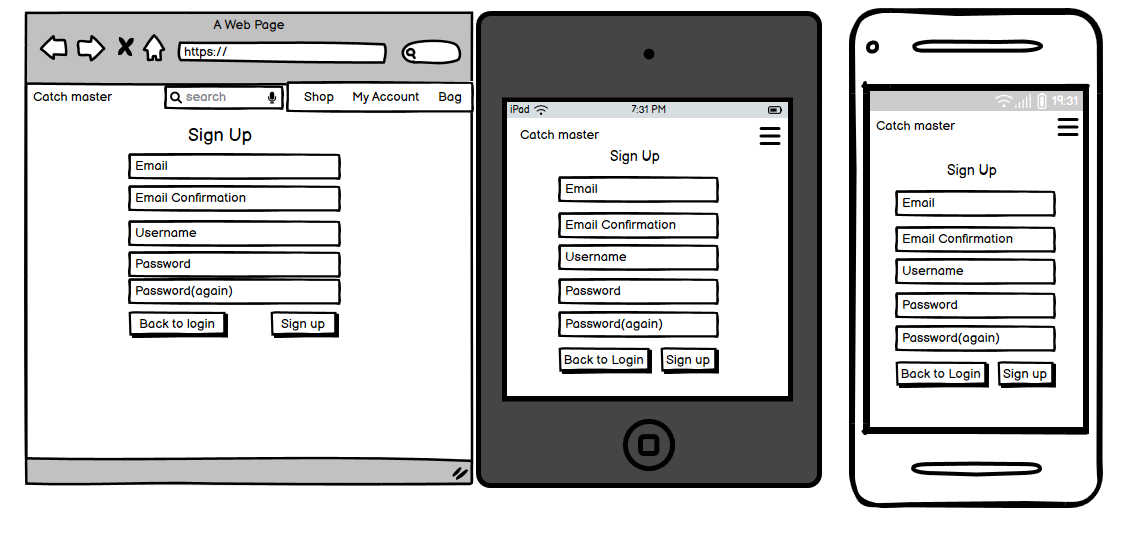 A Web Page
https://
Catch master
search
Shop My Account Bag
Sign Up
Email
Email Confirmation
Username
Password
Password(again)
Back to login Sign up
iPad 7:31 PM
Catch master
Sign Up
Email
Email Confirmation
Username
Password
Password(again)
Back to Login Sign up
19:31
Catch master
Sign Up
Email
Email Confirmation
Username
Password
Password(again)
Back to Login Sign up